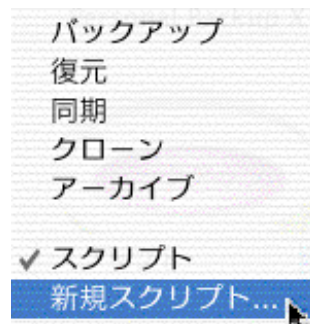 バックアップ
復元
同期
クローン
アーカイブ
スクリプト
新規スクリプト...